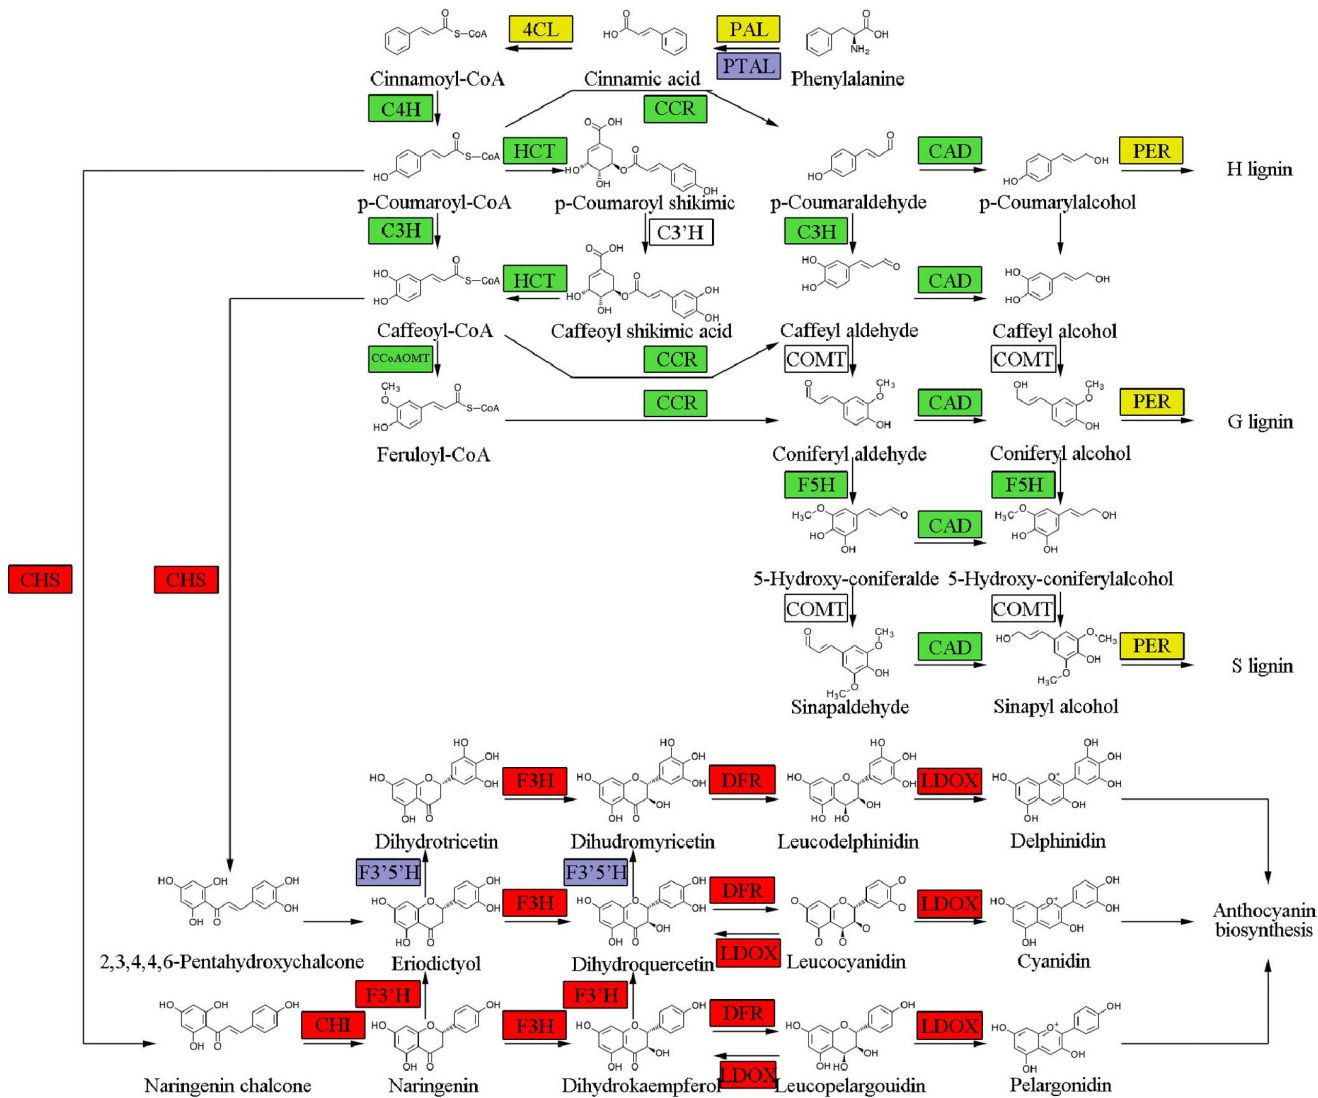 4CL
PAL
PTAL
Cinnamoyl-CoA
Cinnamic acid
Phenylalanine
C4H
CCR
HCT
CAD
PER
H lignin
p-Coumaroyl-CoA
p-Coumaroyl shikimic
p-Coumaraldehyde
p-Coumarylalcohol
C3H
C3'H
C3H
HCT
CAD
Caffeoyl-CoA
Caffeoyl shikimic acid
Caffeyl aldehyde
Caffeyl alcohol
CCoAOMT
CCR
COMT
COMT
CCR
CAD
PER
G lignin
Feruloyl-CoA
Coniferyl aldehyde
Coniferyl alcohol
F5H
F5H
CAD
CHS
CHS
5-Hydroxy-coniferalde
5-Hydroxy-coniferylalcohol
COMT
COMT
CAD
PER
S lignin
Sinapaldehyde
Sinapyl alcohol
F3H
DFR
LDOX
Dihydrotricetin
Dihudromyricetin
Leucodelphinidin
Delphinidin
F3'5'H
F3'5'H
F3H
DFR
LDOX
LDOX
Anthocyanin
biosynthesis
2,3,4,4,6-Pentahydroxychalcone
Eriodictyol
Dihydroquercetin
Leucocyanidin
Cyanidin
F3'H
F3'H
CHI
F3H
DFR
LDOX
LDOX
Naringenin chalcone
Naringenin
Dihydrokaempferol
Leucopelargouidin
Pelargonidin